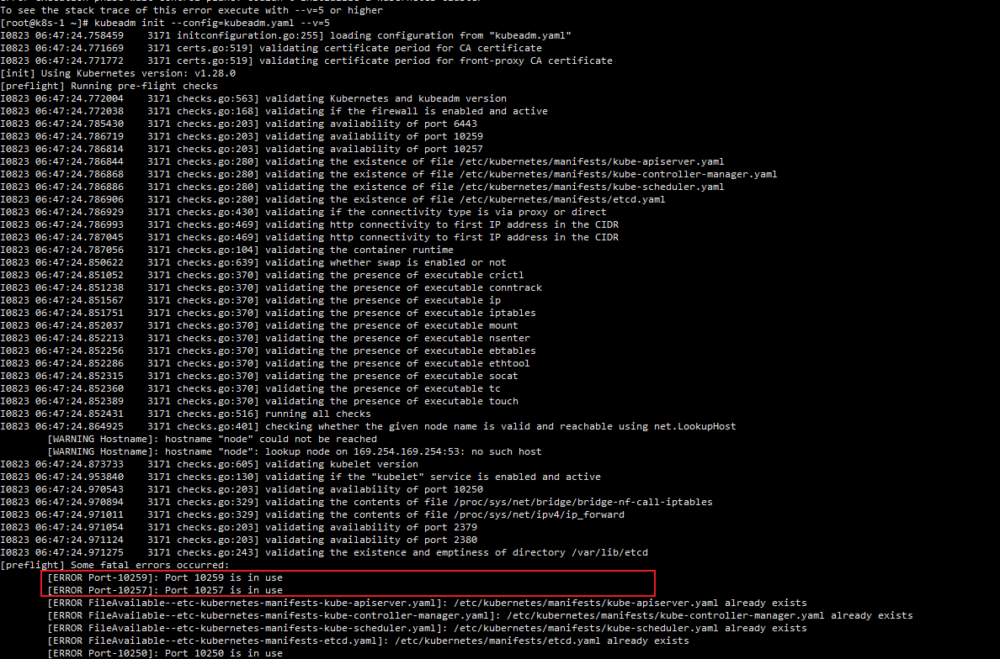 To see the stack trace of this error execute with --v=5 or higher
[root@k8s-1 ~]# kubeadm init --config=kubeadm.yaml --v=5
I0823 06:47:24.758459    3171 initconfiguration.go:255] loading configuration from "kubeadm.yaml"
I0823 06:47:24.771669    3171 certs.go:519] validating certificate period for CA certificate
I0823 06:47:24.771772    3171 certs.go:519] validating certificate period for front-proxy CA certificate
[init] Using Kubernetes version: v1.28.0
[preflight] Running pre-flight checks
I0823 06:47:24.772004    3171 checks.go:563] validating Kubernetes and kubeadm version
I0823 06:47:24.772038    3171 checks.go:168] validating if the firewall is enabled and active
I0823 06:47:24.785430    3171 checks.go:203] validating availability of port 6443
I0823 06:47:24.786719    3171 checks.go:203] validating availability of port 10259
I0823 06:47:24.786814    3171 checks.go:203] validating availability of port 10257
I0823 06:47:24.786844    3171 checks.go:280] validating the existence of file /etc/kubernetes/manifests/kube-apiserver.yaml
I0823 06:47:24.786868    3171 checks.go:280] validating the existence of file /etc/kubernetes/manifests/kube-controller-manager.yaml
I0823 06:47:24.786886    3171 checks.go:280] validating the existence of file /etc/kubernetes/manifests/kube-scheduler.yaml
I0823 06:47:24.786906    3171 checks.go:280] validating the existence of file /etc/kubernetes/manifests/etcd.yaml
I0823 06:47:24.786929    3171 checks.go:430] validating if the connectivity type is via proxy or direct
I0823 06:47:24.786993    3171 checks.go:469] validating http connectivity to first IP address in the CIDR
I0823 06:47:24.787045    3171 checks.go:469] validating http connectivity to first IP address in the CIDR
I0823 06:47:24.787056    3171 checks.go:104] validating the container runtime
I0823 06:47:24.850622    3171 checks.go:639] validating whether swap is enabled or not
I0823 06:47:24.851052    3171 checks.go:370] validating the presence of executable crictl
I0823 06:47:24.851238    3171 checks.go:370] validating the presence of executable conntrack
I0823 06:47:24.851567    3171 checks.go:370] validating the presence of executable ip
I0823 06:47:24.851751    3171 checks.go:370] validating the presence of executable iptables
I0823 06:47:24.852037    3171 checks.go:370] validating the presence of executable mount
I0823 06:47:24.852213    3171 checks.go:370] validating the presence of executable nsenter
I0823 06:47:24.852256    3171 checks.go:370] validating the presence of executable ebtables
I0823 06:47:24.852286    3171 checks.go:370] validating the presence of executable ethtool
I0823 06:47:24.852315    3171 checks.go:370] validating the presence of executable socat
I0823 06:47:24.852360    3171 checks.go:370] validating the presence of executable tc
I0823 06:47:24.852389    3171 checks.go:370] validating the presence of executable touch
I0823 06:47:24.852431    3171 checks.go:516] running all checks
I0823 06:47:24.864925    3171 checks.go:401] checking whether the given node name is valid and reachable using net.LookupHost
[WARNING Hostname]: hostname "node" could not be reached
[WARNING Hostname]: hostname "node": lookup node on 169.254.169.254:53: no such host
I0823 06:47:24.873733    3171 checks.go:605] validating kubelet version
I0823 06:47:24.953840    3171 checks.go:130] validating if the "kubelet" service is enabled and active
I0823 06:47:24.970543    3171 checks.go:203] validating availability of port 10250
I0823 06:47:24.970894    3171 checks.go:329] validating the contents of file /proc/sys/net/bridge/bridge-nf-call-iptables
I0823 06:47:24.971011    3171 checks.go:329] validating the contents of file /proc/sys/net/ipv4/ip_forward
I0823 06:47:24.971054    3171 checks.go:203] validating availability of port 2379
I0823 06:47:24.971124    3171 checks.go:203] validating availability of port 2380
I0823 06:47:24.971275    3171 checks.go:243] validating the existence and emptiness of directory /var/lib/etcd
[preflight] Some fatal errors occurred:
[ERROR Port-10259]: Port 10259 is in use
[ERROR Port-10257]: Port 10257 is in use
[ERROR FileAvailable--etc-kubernetes-manifests-kube-apiserver.yaml]: /etc/kubernetes/manifests/kube-apiserver.yaml already exists
[ERROR FileAvailable--etc-kubernetes-manifests-kube-controller-manager.yaml]: /etc/kubernetes/manifests/kube-controller-manager.yaml already exists
[ERROR FileAvailable--etc-kubernetes-manifests-kube-scheduler.yaml]: /etc/kubernetes/manifests/kube-scheduler.yaml already exists
[ERROR FileAvailable--etc-kubernetes-manifests-etcd.yaml]: /etc/kubernetes/manifests/etcd.yaml already exists
[ERROR Port-10250]: Port 10250 is in use